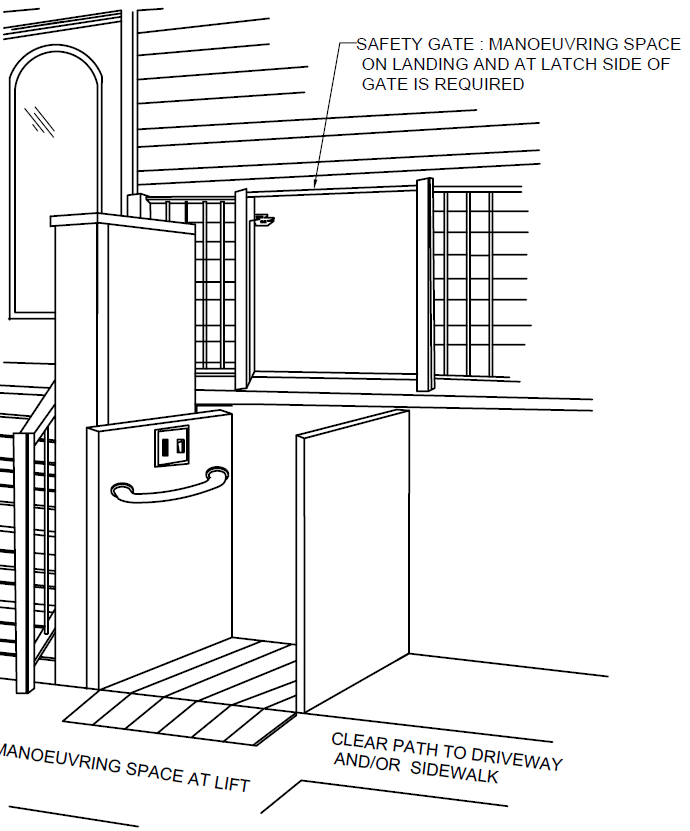 SAFETY GATE : MANOEUVRING SPACE
ON LANDING AND AT LATCH SIDE OF
GATE IS REQUIRED
MANOEUVRING SPACE AT LIFT
CLEAR PATH TO DRIVEWAY
AND/OR SIDEWALK